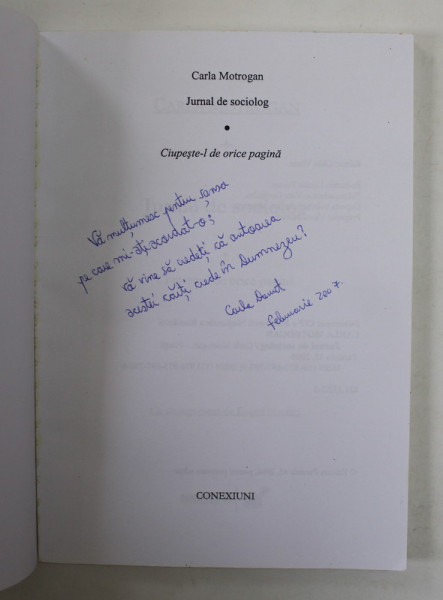 Carla Motrogan
Jurnal de sociolog
•
Ciupește-l de orice pagină
Vă mulțumesc pentru șansa
pe care mi-ați acordat-o;
vă vine să credeți că autoarea
acestei cărți crede în Dumnezeu?
Carla
februarie 2007.
CONEXIUNI